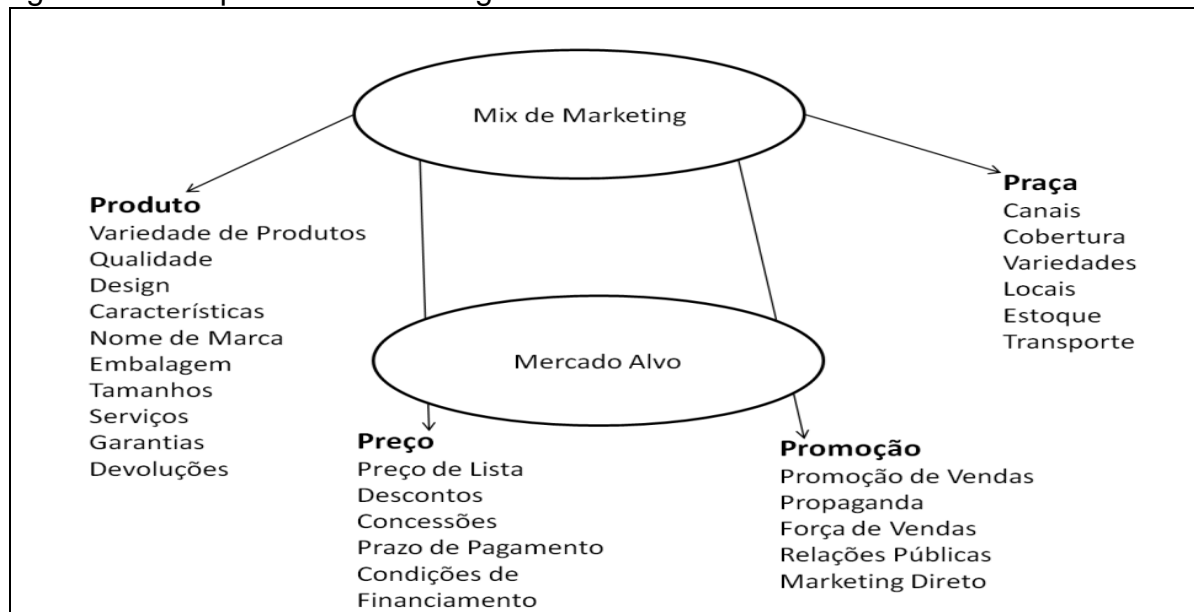 Mix de Marketing
Produto
Variedade de Produtos
Qualidade
Design
Características
Nome de Marca
Embalagem
Tamanhos
Serviços
Garantias
Devoluções
Mercado Alvo
Preço
Preço de Lista
Descontos
Concessões
Prazo de Pagamento
Condições de
Financiamento
Promoção
Promoção de Vendas
Propaganda
Força de Vendas
Relações Públicas
Marketing Direto
Praça
Canais
Cobertura
Variedades
Locais
Estoque
Transporte